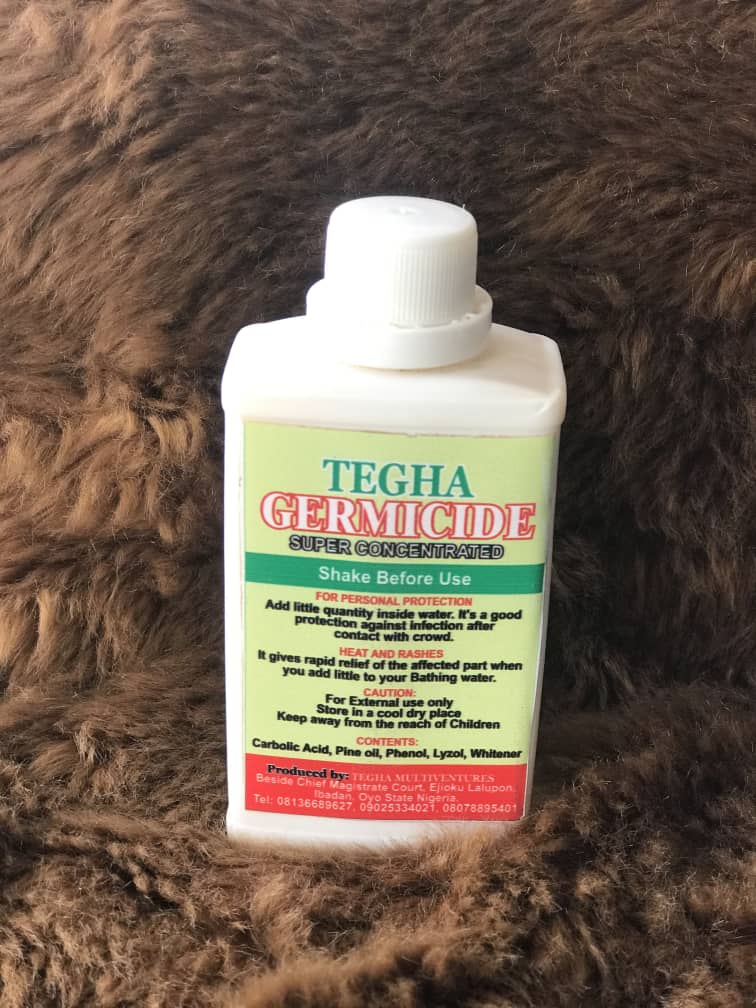 TEGHA
GERMICIDE
SUPER CONCENTRATED
Shake Before Use
FOR PERSONAL PROTECTION
Add little quantity inside water. It's a good
protection against infection after
contact with crowd.
HEAT AND RASHES
It gives rapid relief of the affected part when
you add little to your Bathing water.
CAUTION:
For External use only
Store in a cool dry place
Keep away from the reach of Children
CONTENTS:
Carbolic Acid, Pine oil, Phenol, Lyzol, Whitener
Produced by: TEGHA MULTIVENTURES
Beside Chief Magistrate Court, Ejioku Lalupon,
Ibadan, Oyo State Nigeria.
Tel: 08136689627, 09025334021, 08078895401